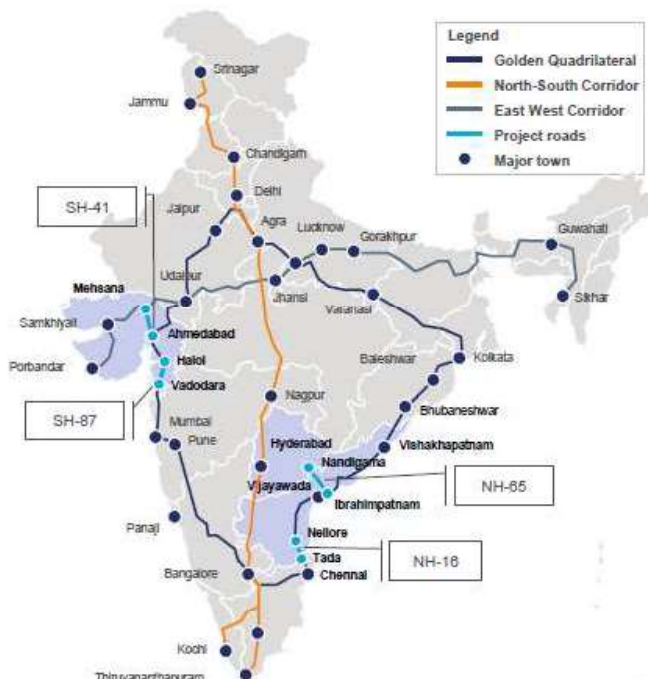 Legend
Golden Quadrilateral
North-South Corridor
East West Corridor
Project roads
Major town
Srinagar
Jammu
Chandigarh
Delhi
SH-41
Jaipur
Agra
Lucknow
Gorakhpur
Guwahati
Udaipur
Jhansi
Silchar
Mehsana
Varanasi
Samkhiyali
Ahmedabad
Halol
Baleshwar
Kolkata
Porbandar
Vadodara
Nagpur
Bhubaneshwar
SH-87
Mumbai
Pune
Hyderabad
Vishakhapatnam
Nandigama
Vijayawada
NH-65
Ibrahimpatnam
Panaji
Nellore
NH-16
Tada
Bangalore
Chennai
Kochi
Thiruvananthapuram